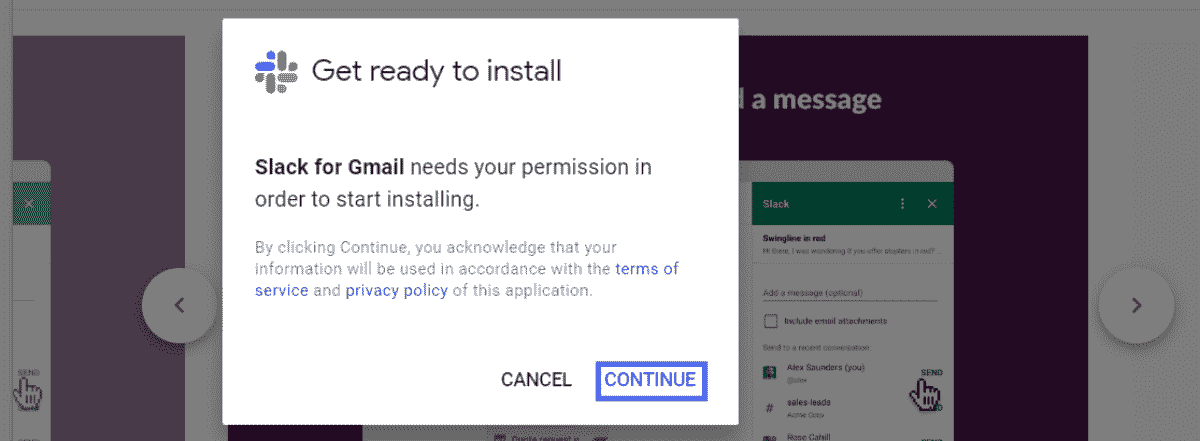 Get ready to install
Slack for Gmail needs your permission in
order to start installing.
By clicking Continue, you acknowledge that your
information will be used in accordance with the terms of
service and privacy policy of this application.
CANCEL
CONTINUE
SEND
a message
Slack
Swingline in red
Hi there, I was wondering if you offer staplers in red? ...
Add a message (optional)
Include email attachments
Send to a recent conversation
Alex Saunders (you)
SEND
@alex
# sales-leads
Acme Corp
Rose Cahill